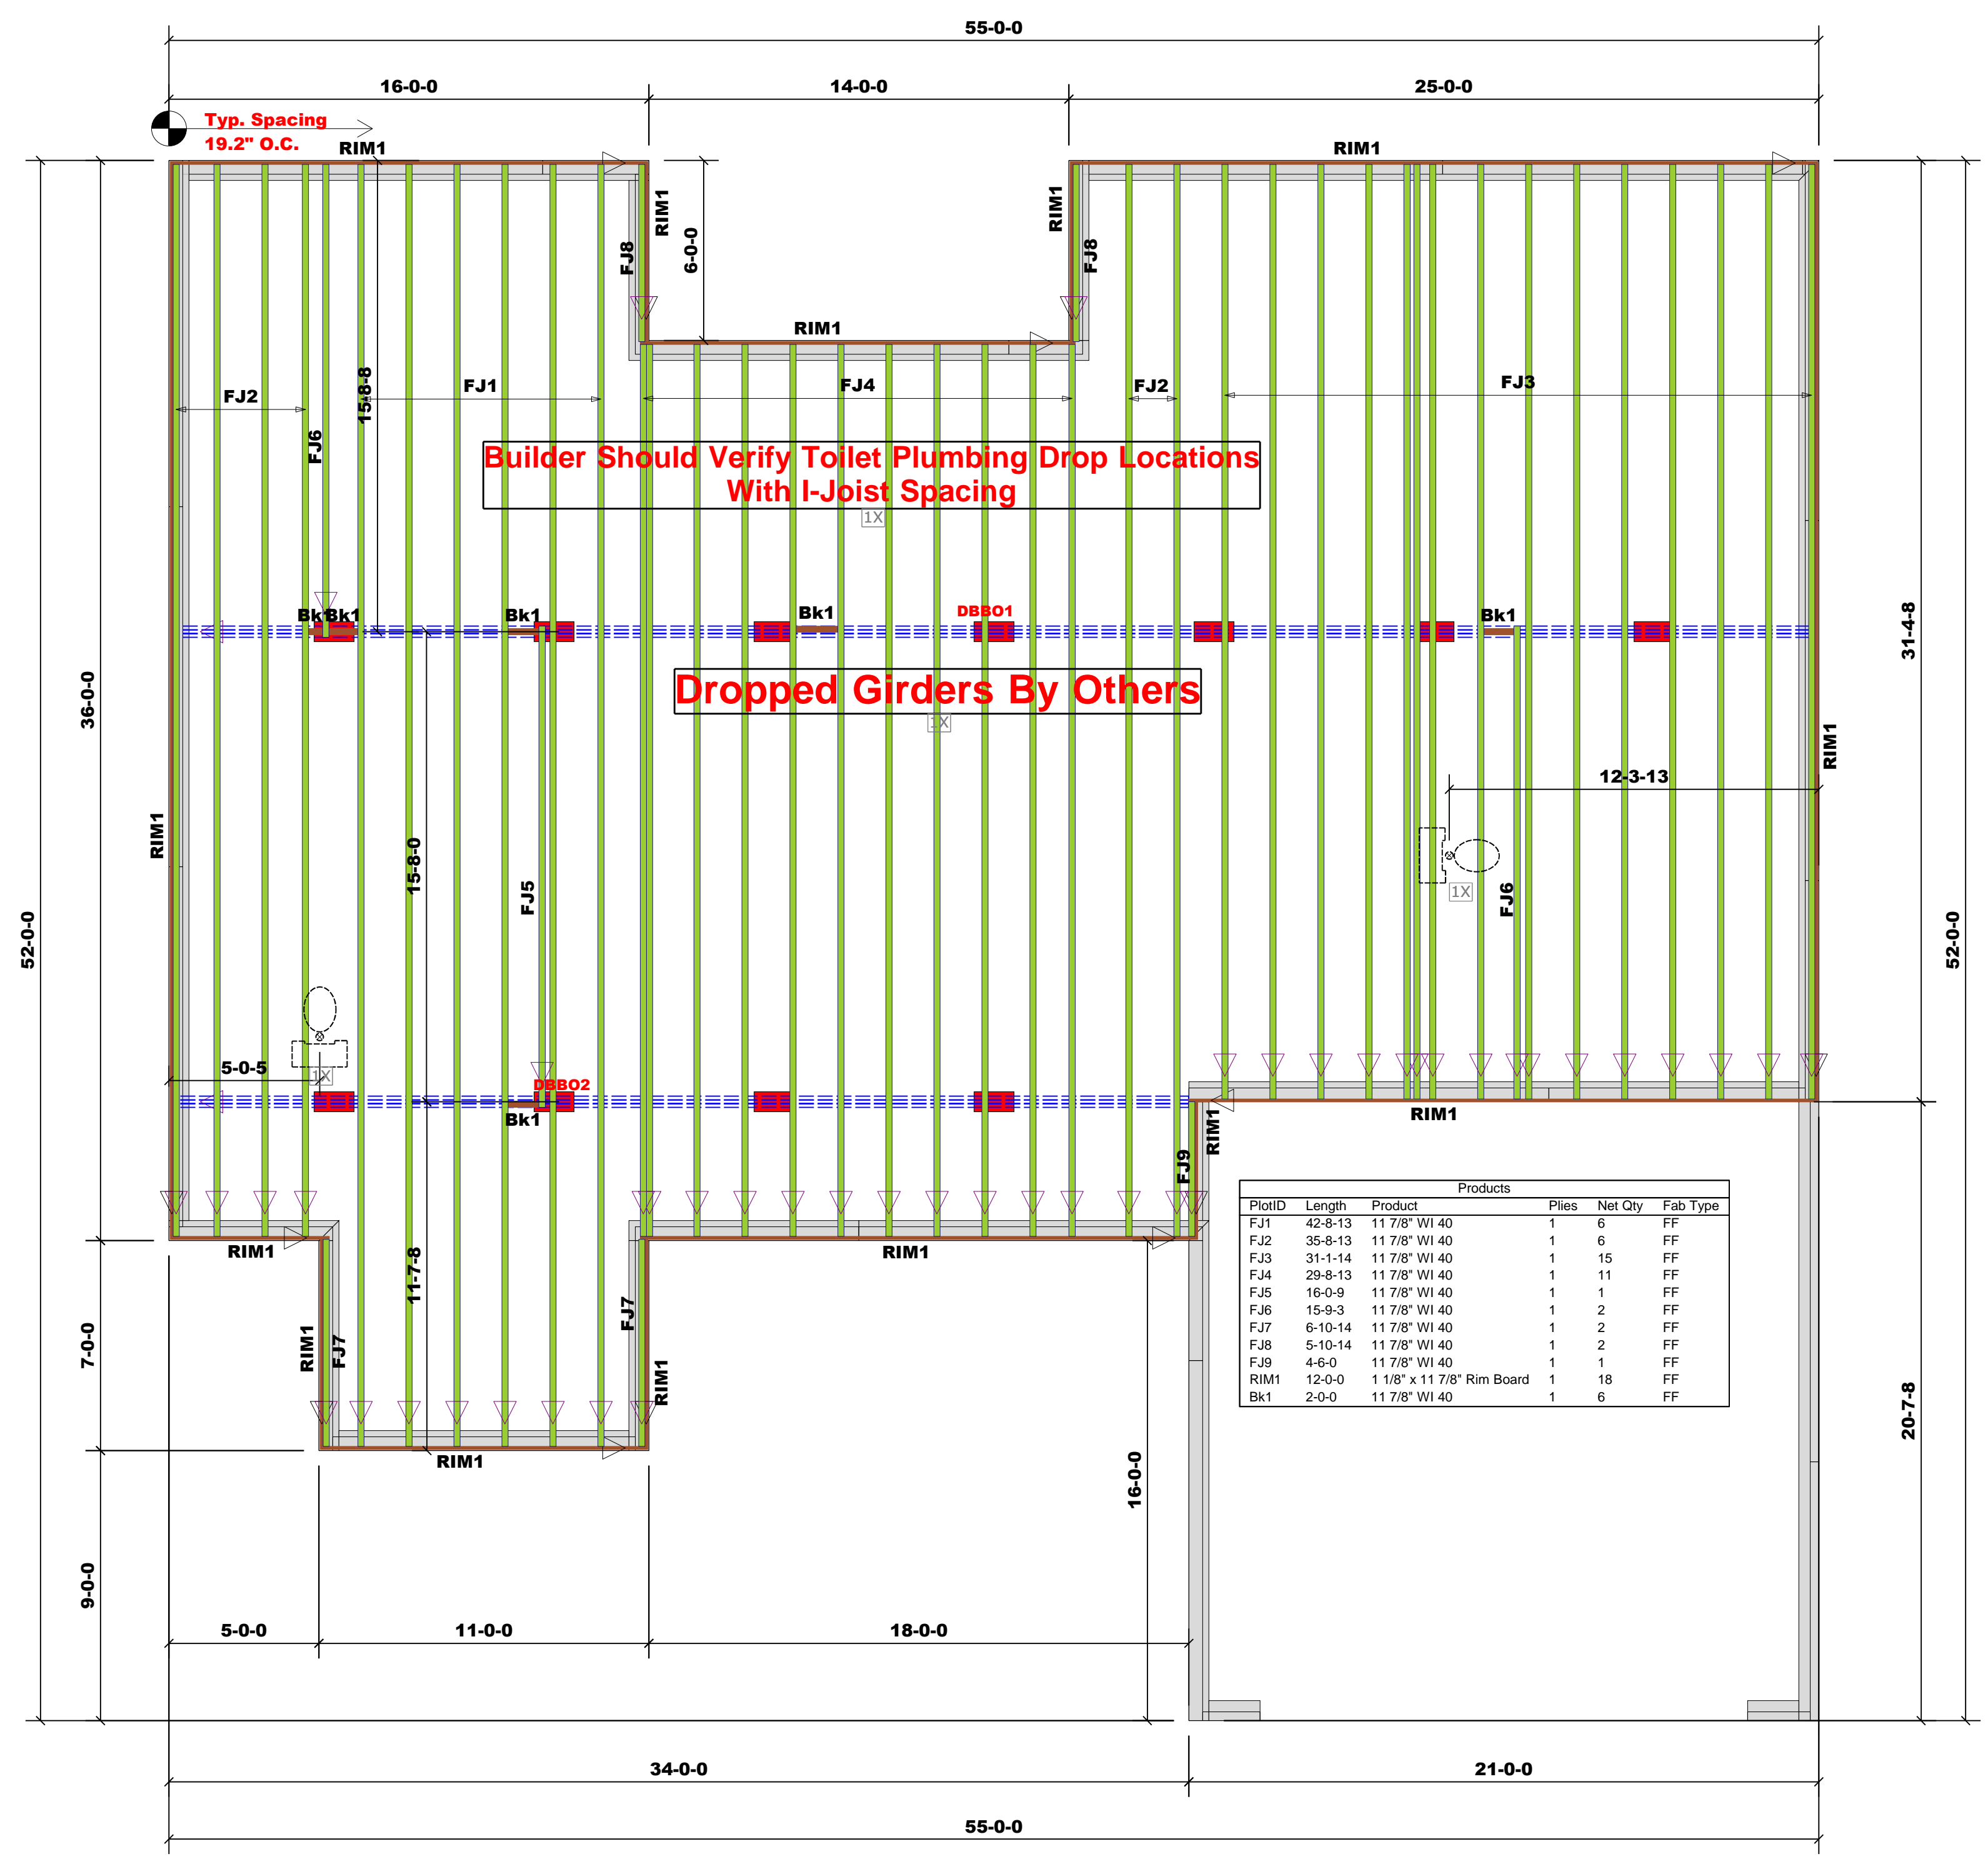 55-0-0
16-0-0
14-0-0
25-0-0
Typ. Spacing
19.2" O.C.
RIM1
RIM1
RIM1
RIM1
FJ8
6-0-0
FJ8
RIM1
15-8-8
FJ2
FJ1
FJ4
FJ2
FJ3
FJ6
Builder Should Verify Toilet Plumbing Drop Locations
With I-Joist Spacing
1X
Bk1
Bk1
Bk1
Bk1
DBBO1
Bk1
31-4-8
36-0-0
Dropped Girders By Others
1X
RIM1
12-3-13
RIM1
15-8-0
FJ5
1X
FJ6
52-0-0
52-0-0
5-0-5
1X
DBBO2
Bk1
RIM1
RIM1
FJ9
RIM1
RIM1
11-7-8
7-0-0
RIM1
FJ7
FJ7
RIM1
RIM1
Products
PlotID Length Product Plies Net Qty Fab Type
FJ1 42-8-13 11 7/8" WI 40 1 6 FF
FJ2 35-8-13 11 7/8" WI 40 1 6 FF
FJ3 31-1-14 11 7/8" WI 40 1 15 FF
FJ4 29-8-13 11 7/8" WI 40 1 11 FF
FJ5 16-0-9 11 7/8" WI 40 1 1 FF
FJ6 15-9-3 11 7/8" WI 40 1 2 FF
FJ7 6-10-14 11 7/8" WI 40 1 2 FF
FJ8 5-10-14 11 7/8" WI 40 1 2 FF
FJ9 4-6-0 11 7/8" WI 40 1 1 FF
RIM1 12-0-0 1 1/8" x 11 7/8" Rim Board 1 18 FF
Bk1 2-0-0 11 7/8" WI 40 1 6 FF
20-7-8
16-0-0
9-0-0
5-0-0
11-0-0
18-0-0
34-0-0
21-0-0
55-0-0